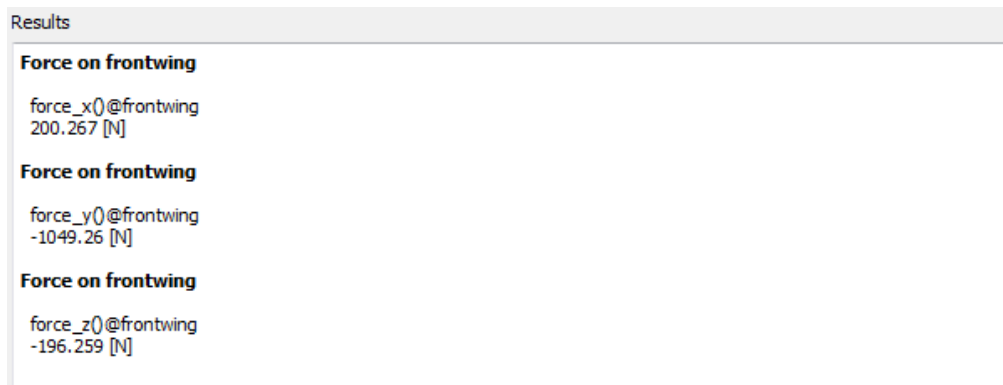 Results
Force on frontwing
force_x()@frontwing
200.267 [N]
Force on frontwing
force_y()@frontwing
-1049.26 [N]
Force on frontwing
force_z()@frontwing
-196.259 [N]